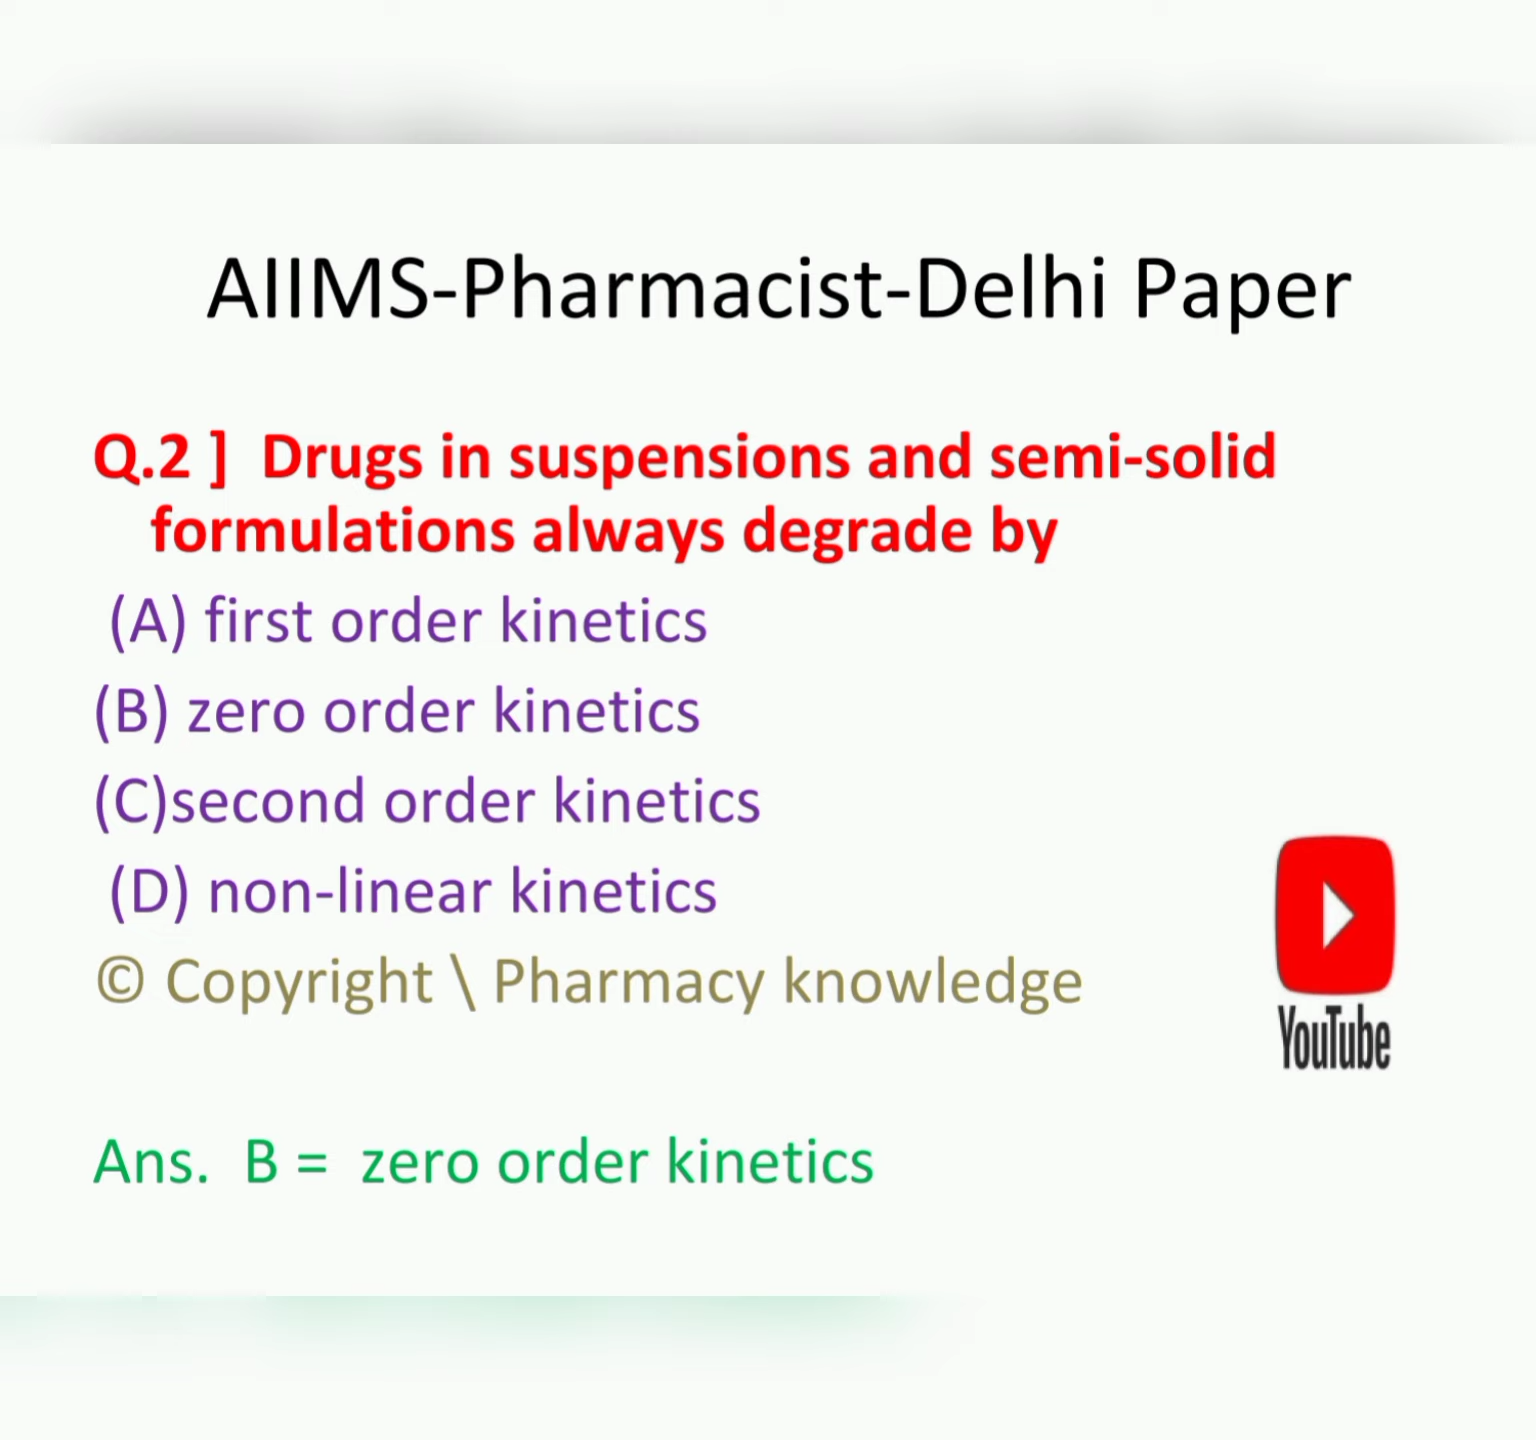 AIIMS-Pharmacist-Delhi Paper
Q.2 ] Drugs in suspensions and semi-solid
formulations always degrade by
(A) first order kinetics
(B) zero order kinetics
(C)second order kinetics
(D) non-linear kinetics
© Copyright \ Pharmacy knowledge
YouTube
Ans. B = zero order kinetics